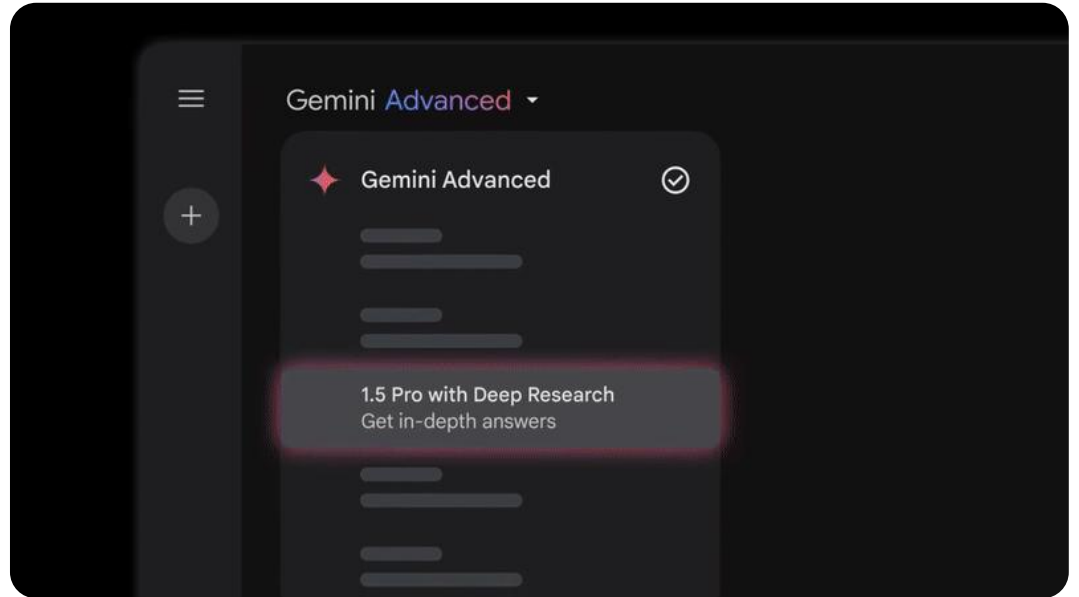 Gemini Advanced
Gemini Advanced
1.5 Pro with Deep Research
Get in-depth answers